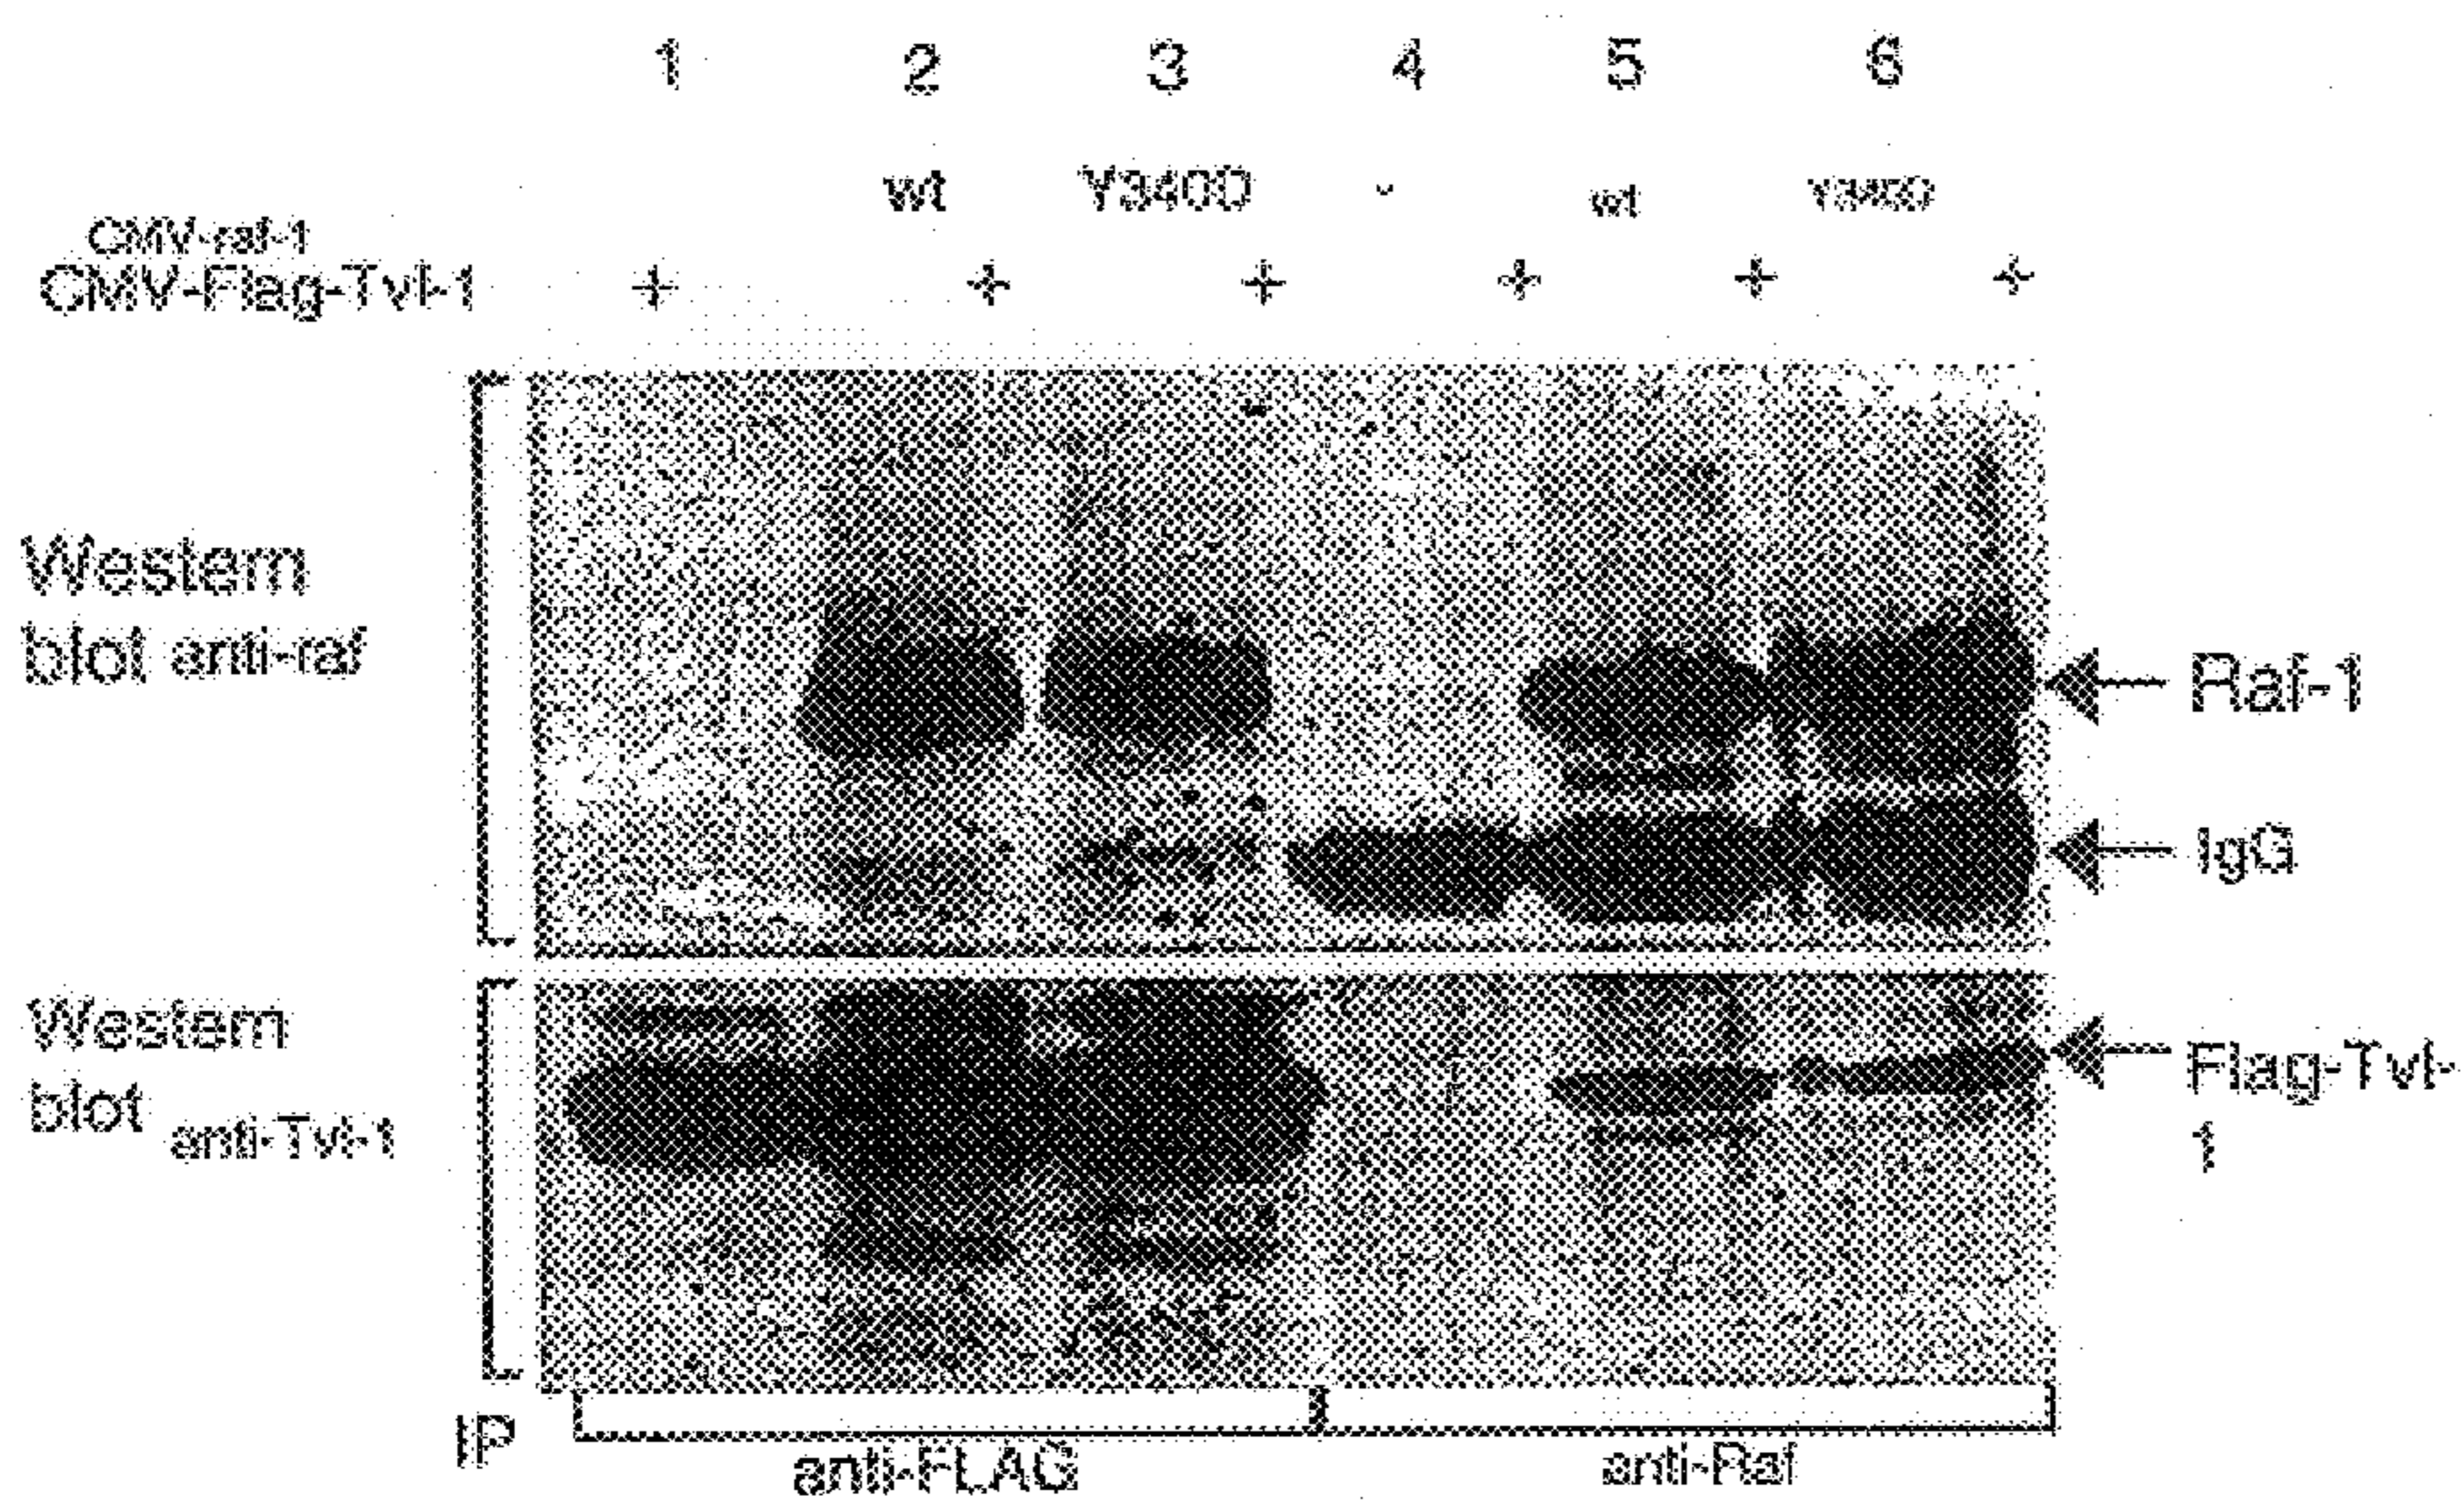 1 2 3 4 5 6
wt Y340D - wt Y340D
CMV-raf-1
CMV-Flag-Tvl-1 + + + + + +
Western
blot anti-raf
Raf-1
IgG
Western
blot anti-Tvl-1
Flag-Tvl-
1
IP
anti-FLAG anti-Raf